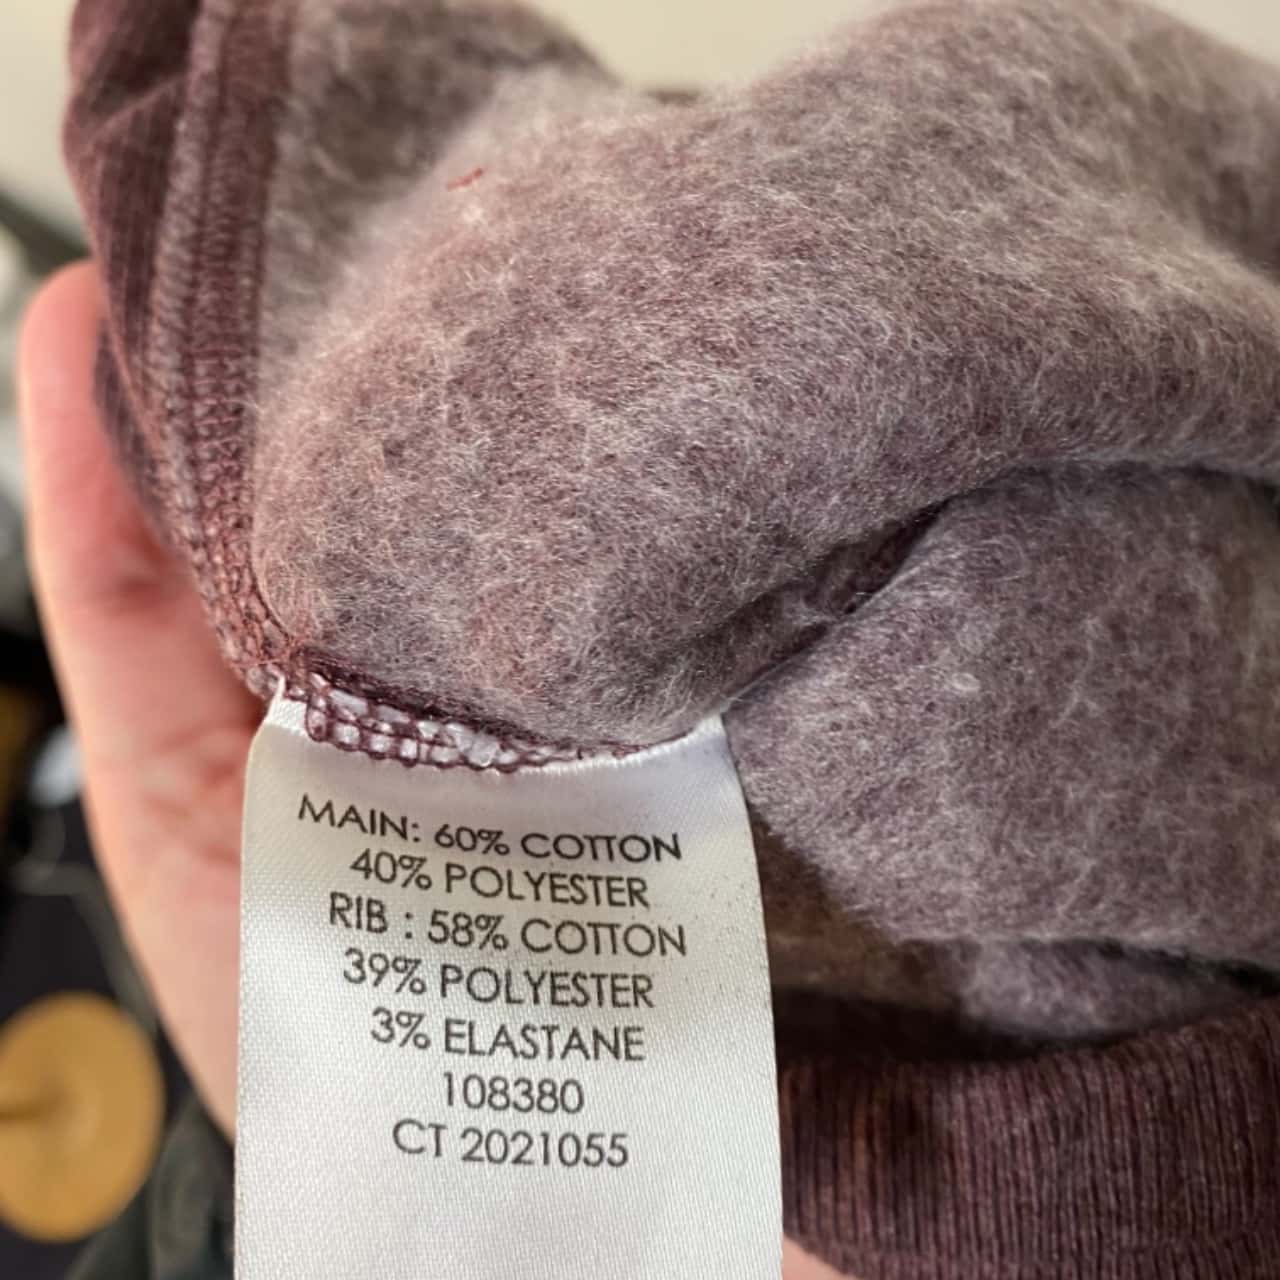 MAIN: 60% COTTON
40% POLYESTER
RIB : 58% COTTON
39% POLYESTER
3% ELASTANE
108380
CT 2021055